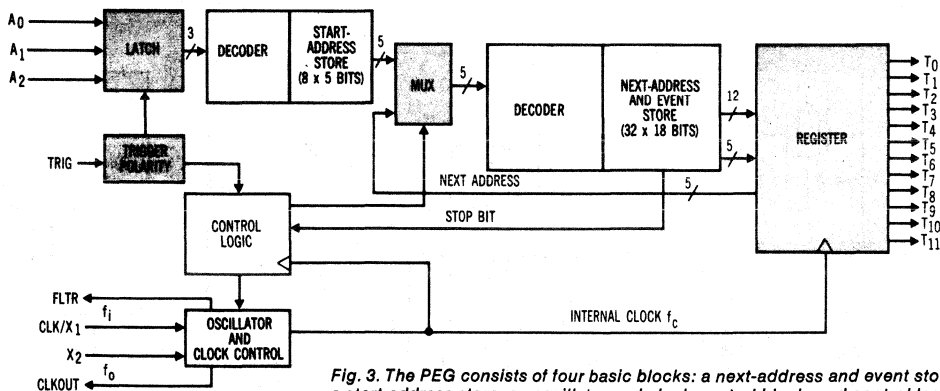 A0
A1
A2
LATCH
3
DECODER
START-
ADDRESS
STORE
(8 x 5 BITS)
5
MUX
5
DECODER
NEXT-ADDRESS
AND EVENT
STORE
(32 x 18 BITS)
12
5
REGISTER
T0
T1
T2
T3
T4
T5
T6
T7
T8
T9
T10
T11
TRIG
TRIGGER
POLARITY
NEXT ADDRESS
5
STOP BIT
CONTROL
LOGIC
FLTR
fi
CLK/X1
X2
fo
CLKOUT
OSCILLATOR
AND
CLOCK CONTROL
INTERNAL CLOCK fc
Fig. 3. The PEG consists of four basic blocks: a next-address and event sto